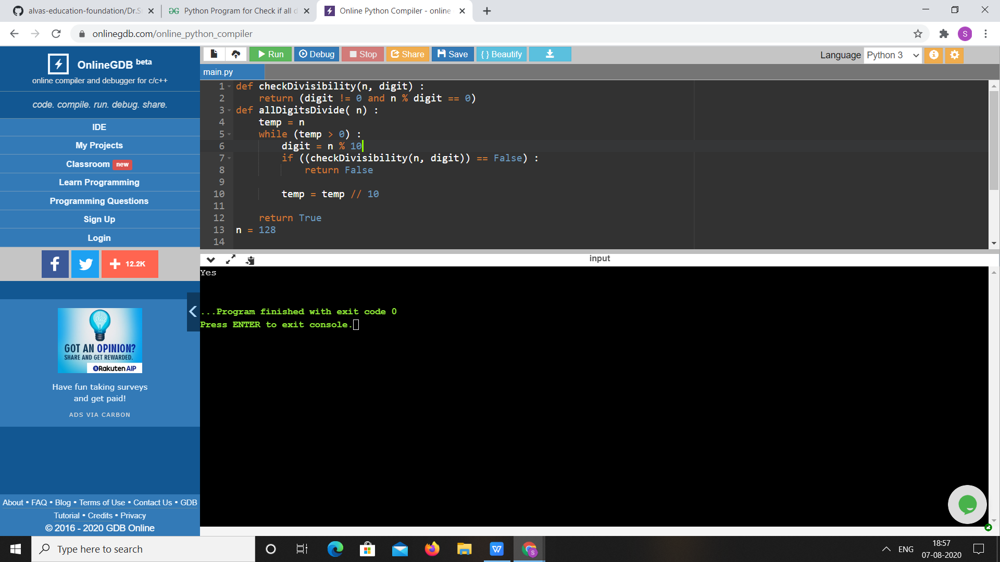 alvas-education-foundation/Dr.S
Python Program for Check if all d
Online Python Compiler - online
onlinegdb.com/online_python_compiler
S
OnlineGDB beta
online compiler and debugger for c/c++
code. compile. run. debug. share.
IDE
My Projects
Classroom new
Learn Programming
Programming Questions
Sign Up
Login
12.2K
GOT AN OPINION?
SHARE AND GET REWARDED.
Rakuten AIP
Have fun taking surveys
and get paid!
ADS VIA CARBON
About • FAQ • Blog • Terms of Use • Contact Us • GDB
Tutorial • Credits • Privacy
© 2016 - 2020 GDB Online
Run Debug Stop Share Save { } Beautify
Language Python 3
main.py
1 def checkDivisibility(n, digit) :
2     return (digit != 0 and n % digit == 0)
3 def allDigitsDivide( n) :
4     temp = n
5     while (temp > 0) :
6         digit = n % 10
7         if ((checkDivisibility(n, digit)) == False) :
8             return False
9
10         temp = temp // 10
11
12     return True
13 n = 128
14
input
Yes
...Program finished with exit code 0
Press ENTER to exit console.
Type here to search
W
S
ENG
18:57
07-08-2020